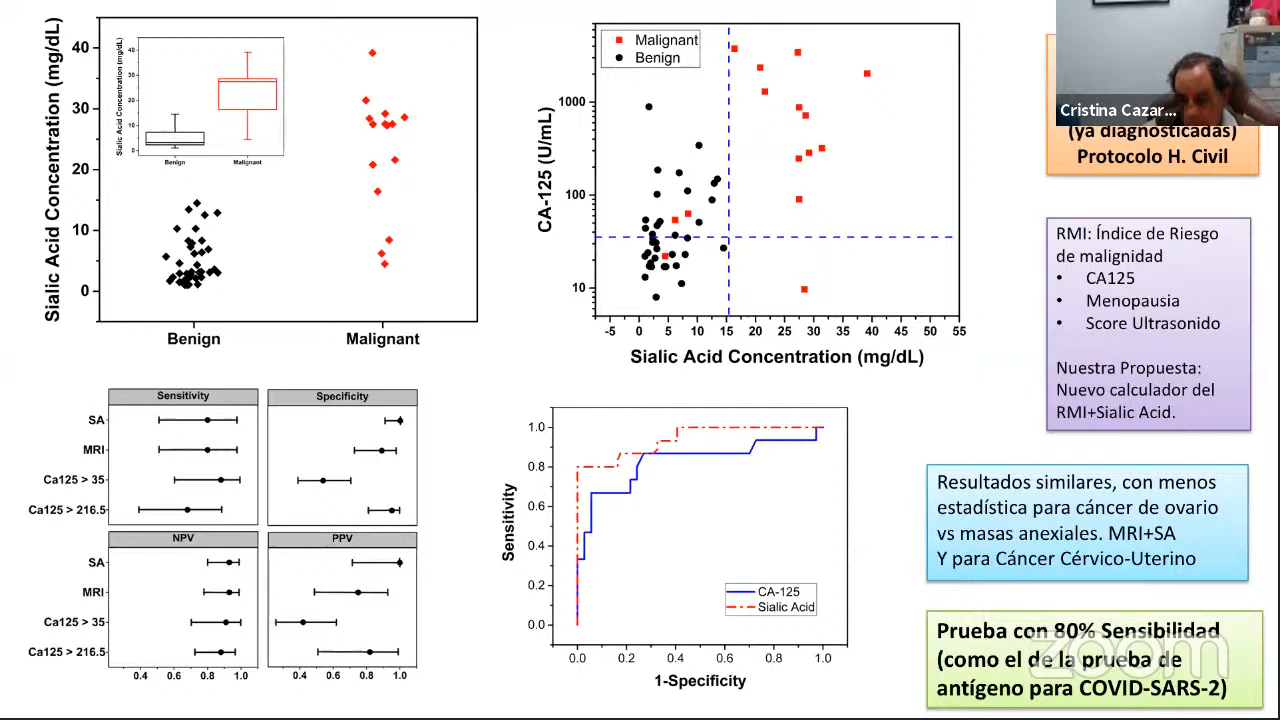 Sialic Acid Concentration (mg/dL)
40
30
20
10
0
Benign
Malignant
Sialic Acid Concentration (mg/dL)
40
30
20
10
0
Benign
Malignant
CA-125 (U/mL)
1000
100
10
Malignant
Benign
-5 0 5 10 15 20 25 30 35 40 45 50 55
Sialic Acid Concentration (mg/dL)
Cristina Cazar...
(ya diagnosticadas)
Protocolo H. Civil
RMI: Índice de Riesgo
de malignidad
• CA125
• Menopausia
• Score Ultrasonido
Nuestra Propuesta:
Nuevo calculador del
RMI+Sialic Acid.
Sensitivity
Specificity
SA
MRI
Ca125 > 35
Ca125 > 216.5
NPV
PPV
SA
MRI
Ca125 > 35
Ca125 > 216.5
0.4 0.6 0.8 1.0
0.4 0.6 0.8 1.0
Sensitivity
1.0
0.8
0.6
0.4
0.2
0.0
CA-125
Sialic Acid
0.0 0.2 0.4 0.6 0.8 1.0
1-Specificity
Resultados similares, con menos
estadística para cáncer de ovario
vs masas anexiales. MRI+SA
Y para Cáncer Cérvico-Uterino
Prueba con 80% Sensibilidad
(como el de la prueba de
antígeno para COVID-SARS-2)
zoom